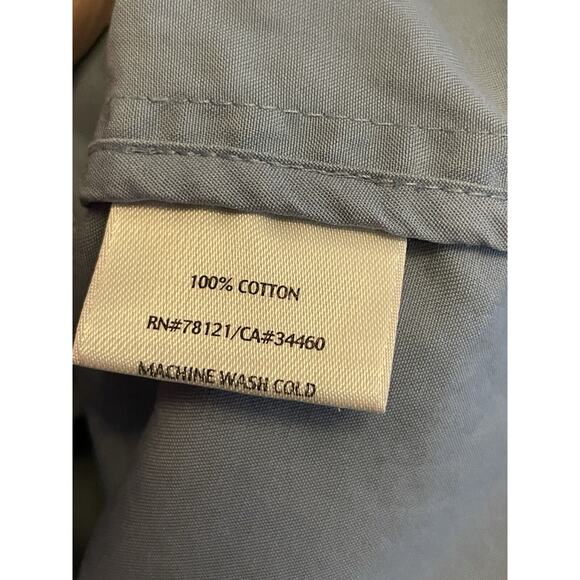 100% COTTON
RN#78121/CA#34460
MACHINE WASH COLD